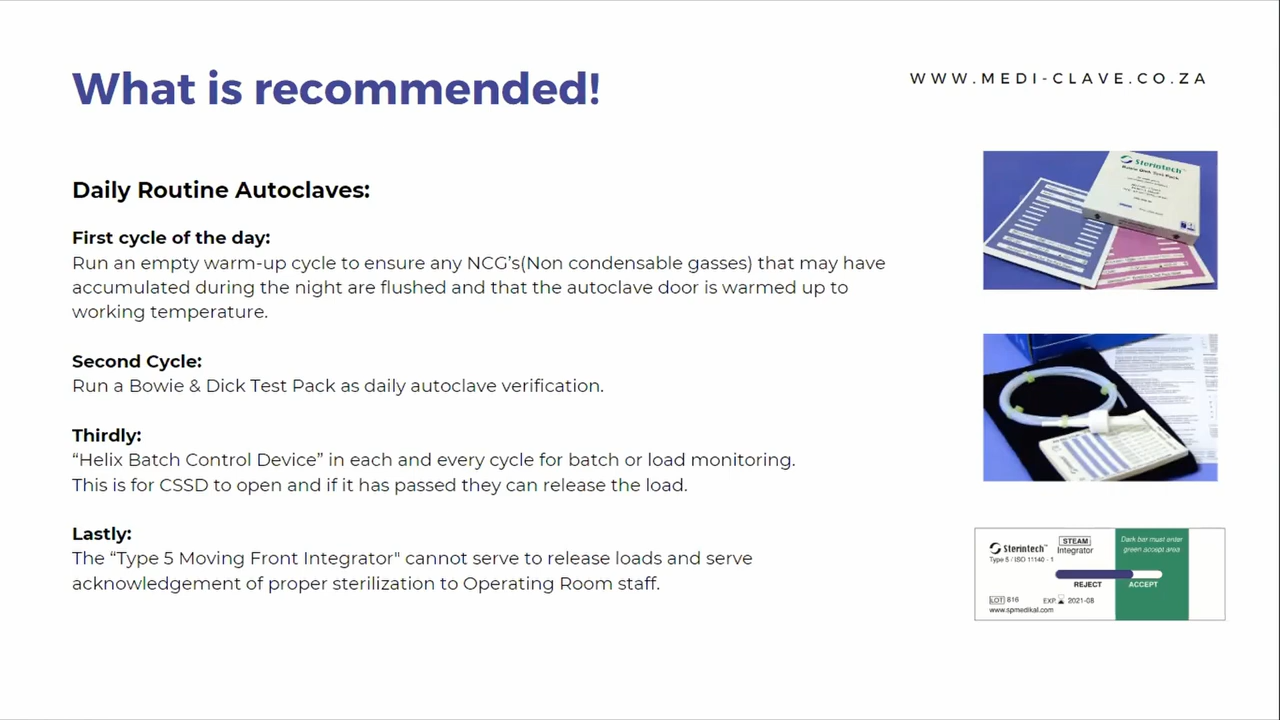 What is recommended!
WWW.MEDI-CLAVE.CO.ZA
Daily Routine Autoclaves:
First cycle of the day:
Run an empty warm-up cycle to ensure any NCG's(Non condensable gasses) that may have
accumulated during the night are flushed and that the autoclave door is warmed up to
working temperature.
Second Cycle:
Run a Bowie & Dick Test Pack as daily autoclave verification.
Thirdly:
“Helix Batch Control Device” in each and every cycle for batch or load monitoring.
This is for CSSD to open and if it has passed they can release the load.
Lastly:
The “Type 5 Moving Front Integrator" cannot serve to release loads and serve
acknowledgement of proper sterilization to Operating Room staff.
Sterintech
Bowie Dick Test Pack
Sterintech
Sterintech™
Type 5 / ISO 11140 - 1
STEAM
Integrator
Dark bar must enter
green accept area
REJECT
ACCEPT
LOT 816
EXP. 2021-08
www.spmedikal.com